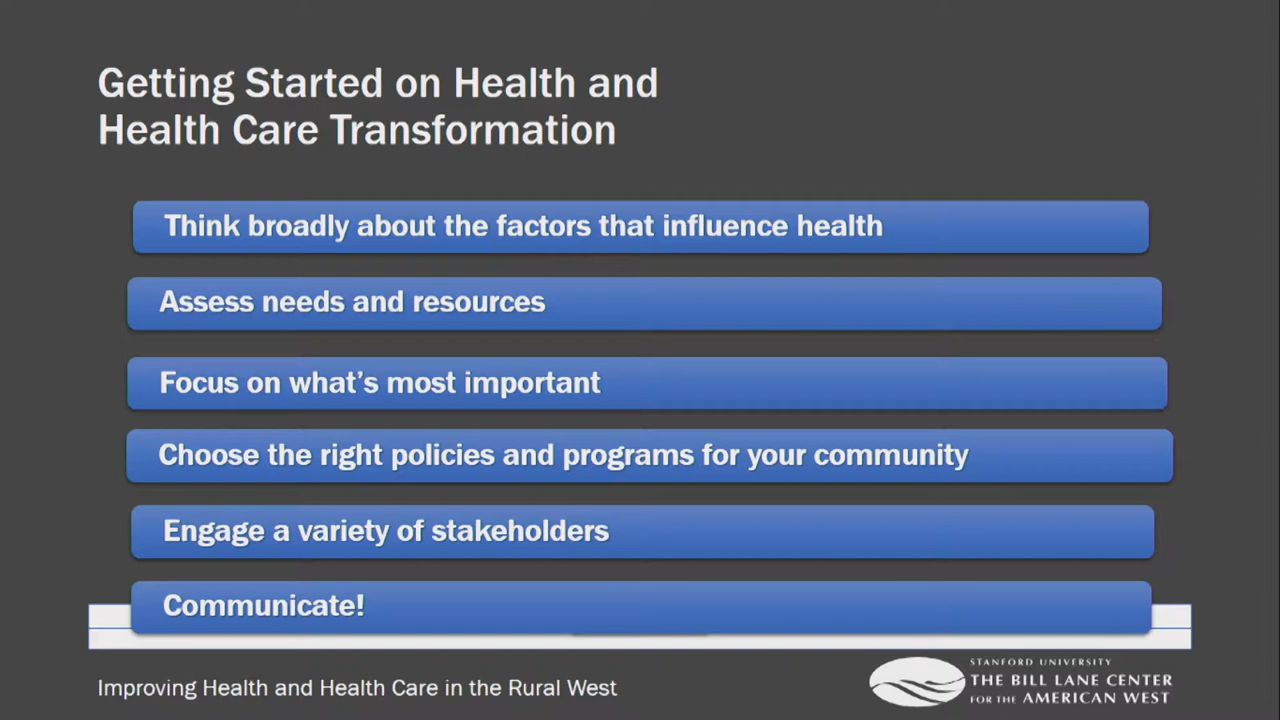 Getting Started on Health and
Health Care Transformation
Think broadly about the factors that influence health
Assess needs and resources
Focus on what's most important
Choose the right policies and programs for your community
Engage a variety of stakeholders
Communicate!
Improving Health and Health Care in the Rural West
STANFORD UNIVERSITY
THE BILL LANE CENTER
FOR THE AMERICAN WEST